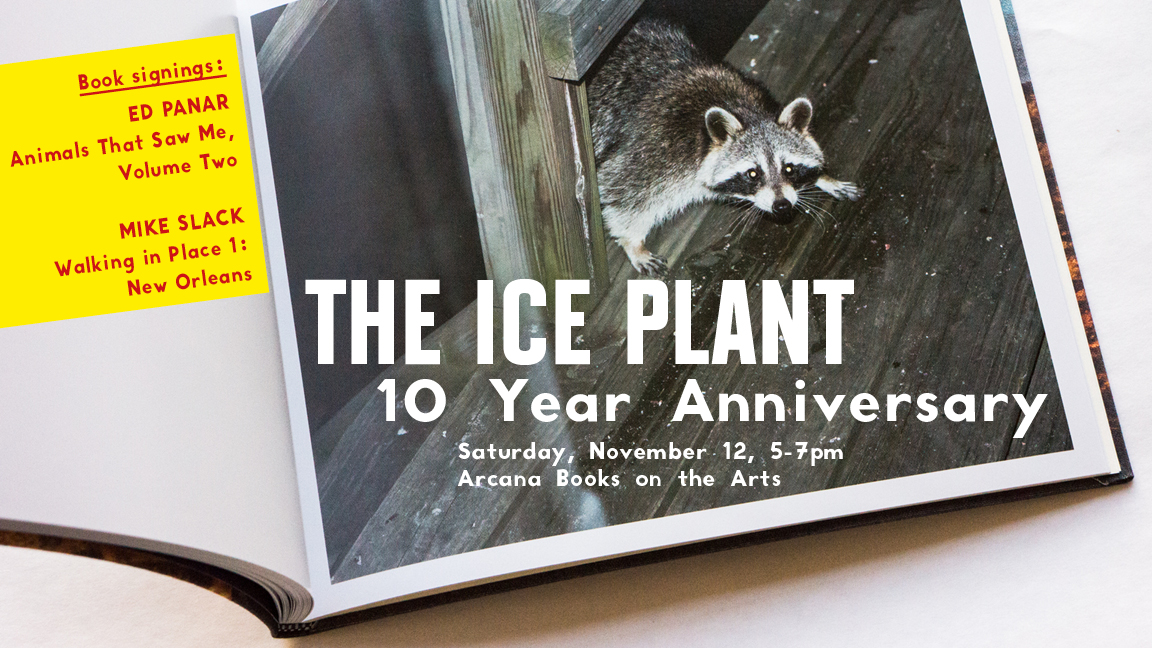 Book signings:
ED PANAR
Animals That Saw Me,
Volume Two
MIKE SLACK
Walking in Place 1:
New Orleans
THE ICE PLANT
10 Year Anniversary
Saturday, November 12, 5-7pm
Arcana Books on the Arts